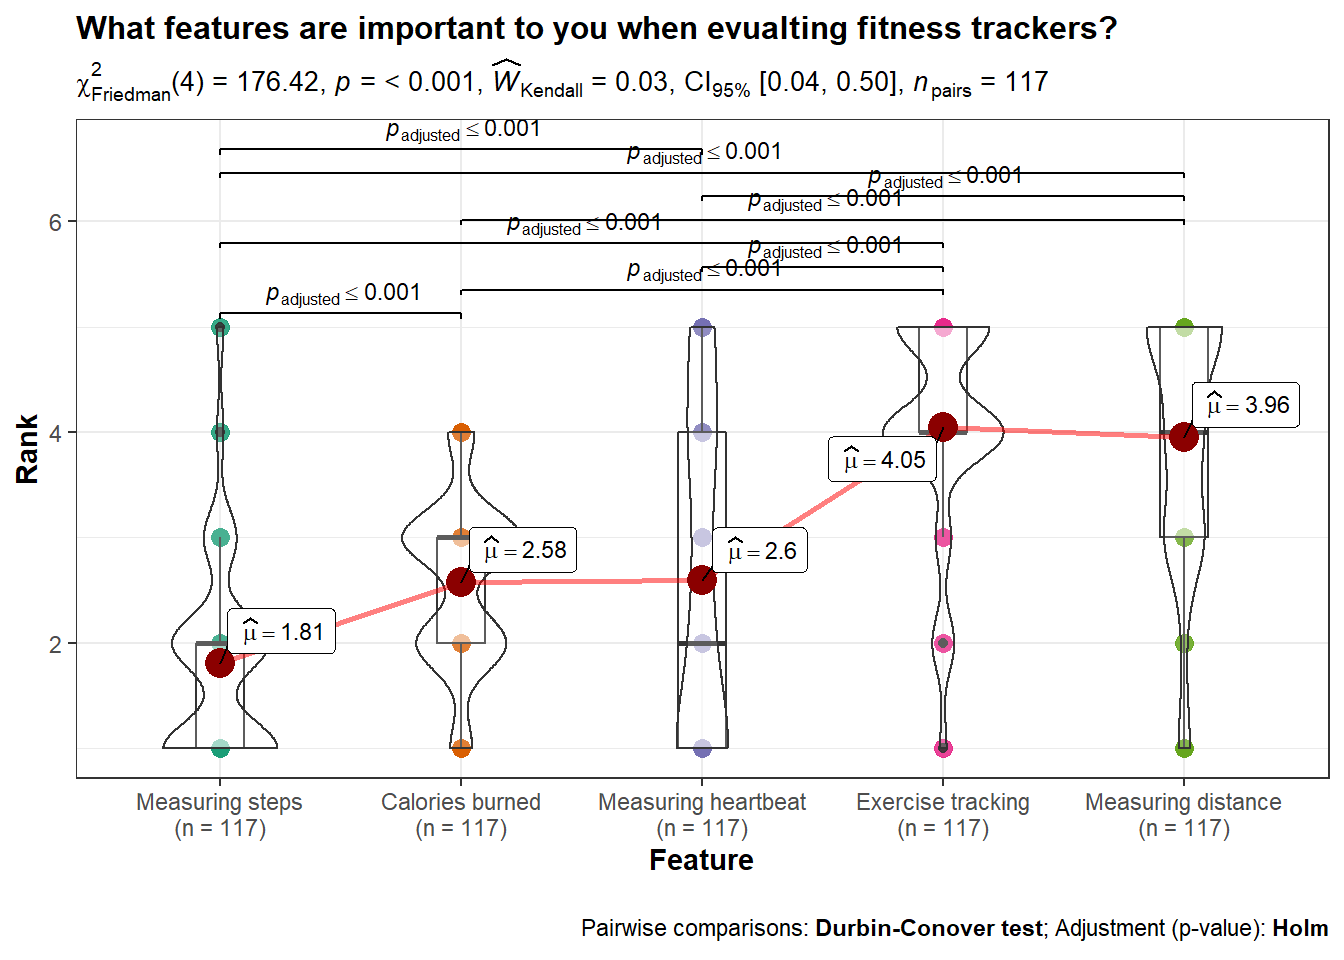 What features are important to you when evualting fitness trackers?
χ²Friedman(4) = 176.42, p = < 0.001, ŴKendall = 0.03, CI95% [0.04, 0.50], npairs = 117
padjusted ≤ 0.001
padjusted ≤ 0.001
padjusted ≤ 0.001
padjusted ≤ 0.001
padjusted ≤ 0.001
padjusted ≤ 0.001
padjusted ≤ 0.001
padjusted ≤ 0.001
6
4
2
Rank
μ̂ = 1.81
μ̂ = 2.58
μ̂ = 2.6
μ̂ = 4.05
μ̂ = 3.96
Measuring steps
(n = 117)
Calories burned
(n = 117)
Measuring heartbeat
(n = 117)
Exercise tracking
(n = 117)
Measuring distance
(n = 117)
Feature
Pairwise comparisons: Durbin-Conover test; Adjustment (p-value): Holm